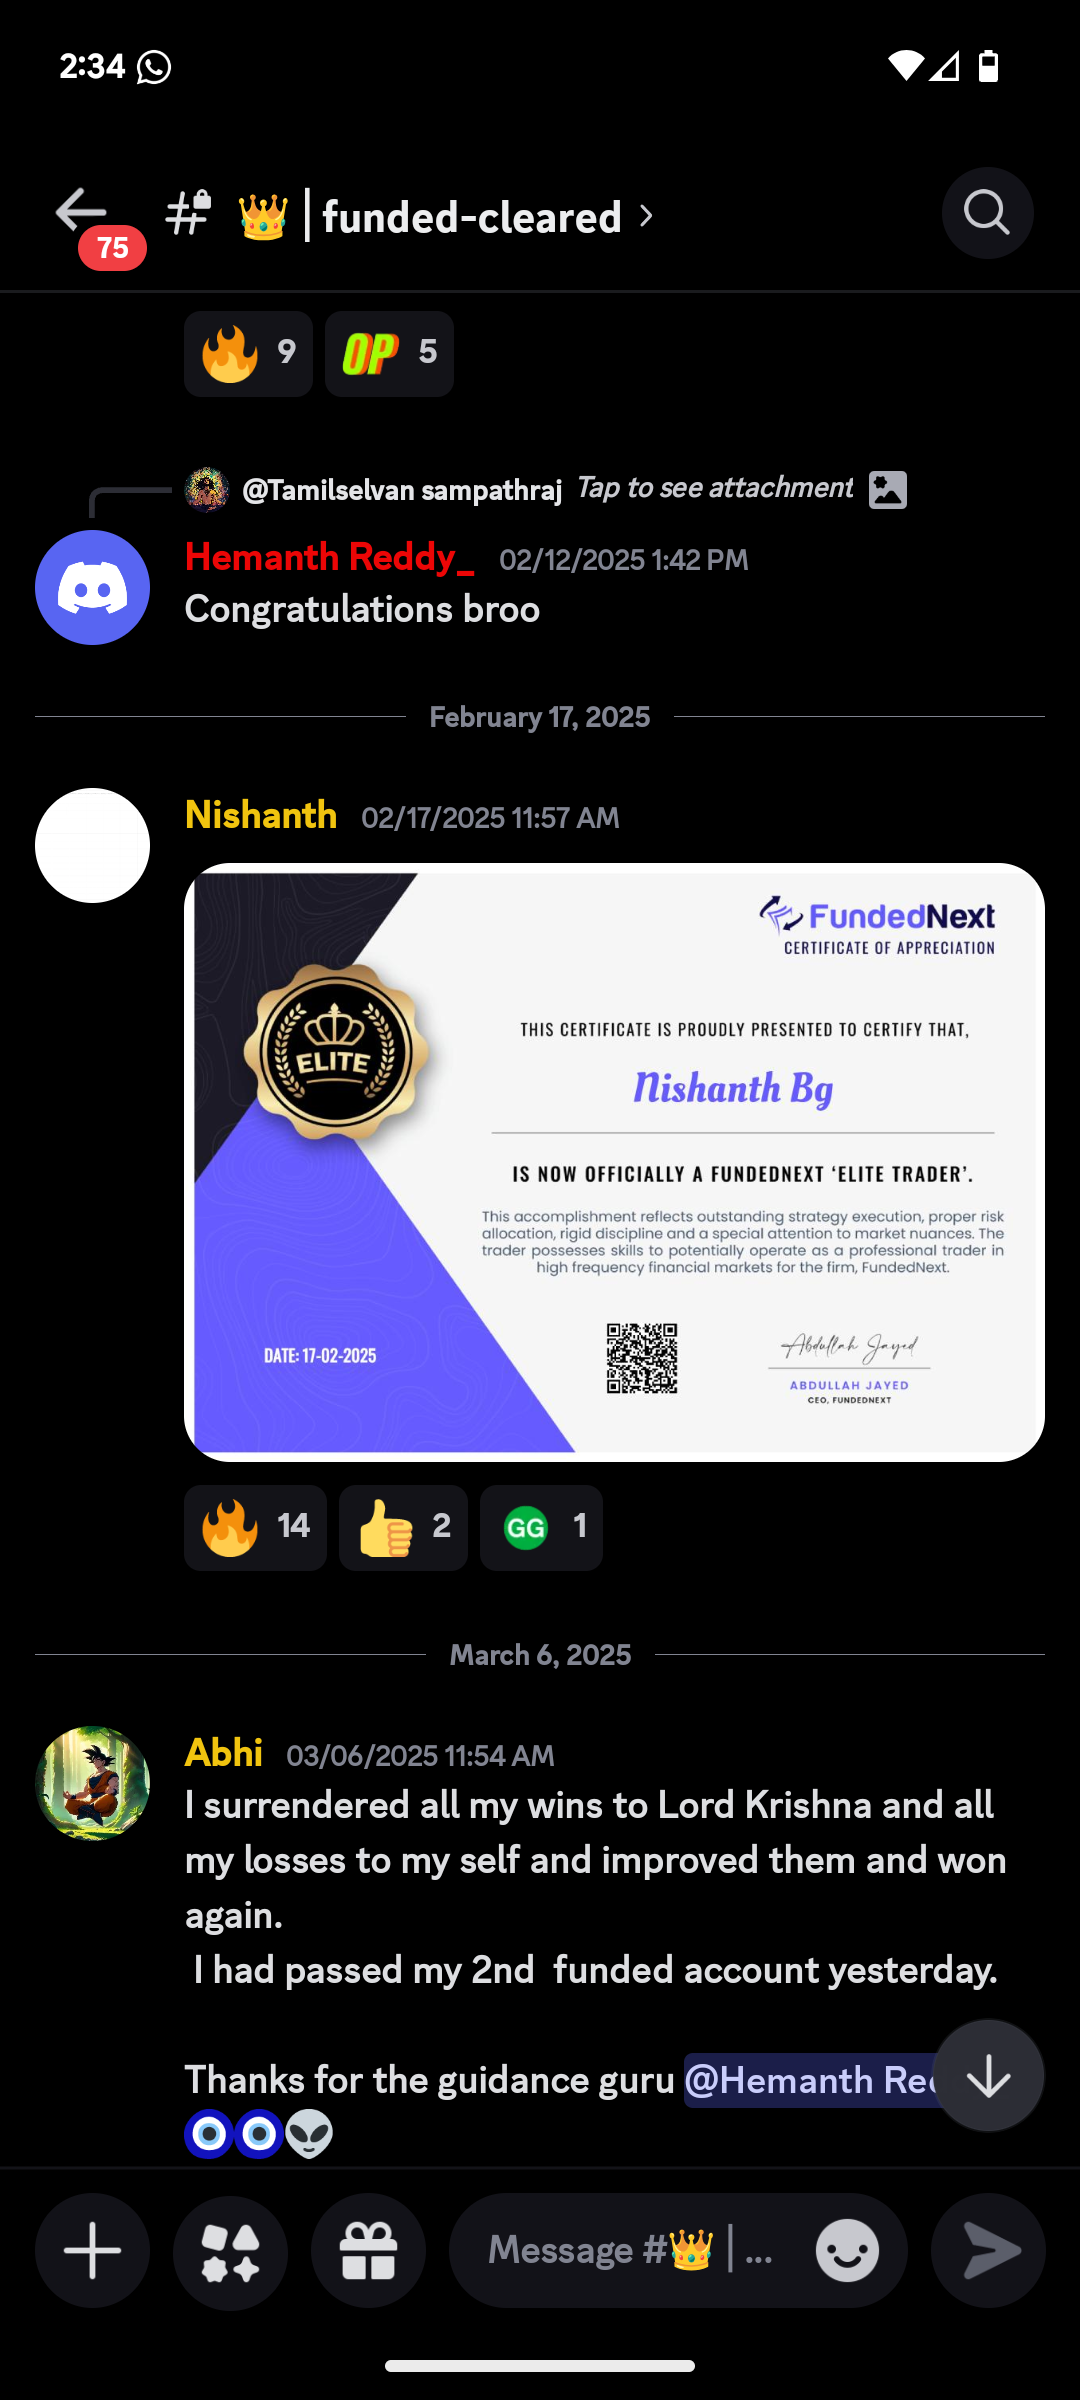 2:34
75
👑 | funded-cleared
🔥 9 OP 5
@Tamilselvan sampathraj Tap to see attachment
Hemanth Reddy_ 02/12/2025 1:42 PM
Congratulations broo
February 17, 2025
Nishanth 02/17/2025 11:57 AM
FundedNext
CERTIFICATE OF APPRECIATION
ELITE
THIS CERTIFICATE IS PROUDLY PRESENTED TO CERTIFY THAT,
Nishanth Bg
IS NOW OFFICIALLY A FUNDEDNEXT ‘ELITE TRADER’.
This accomplishment reflects outstanding strategy execution, proper risk
allocation, rigid discipline and a special attention to market nuances. The
trader possesses skills to potentially operate as a professional trader in
high frequency financial markets for the firm, FundedNext.
DATE: 17-02-2025
Abdullah Jayed
ABDULLAH JAYED
CEO, FUNDEDNEXT
🔥 14 👍 2 GG 1
March 6, 2025
Abhi 03/06/2025 11:54 AM
I surrendered all my wins to Lord Krishna and all
my losses to my self and improved them and won
again.
I had passed my 2nd funded account yesterday.
Thanks for the guidance guru @Hemanth
🧿🧿👽
Message #👑 | ...